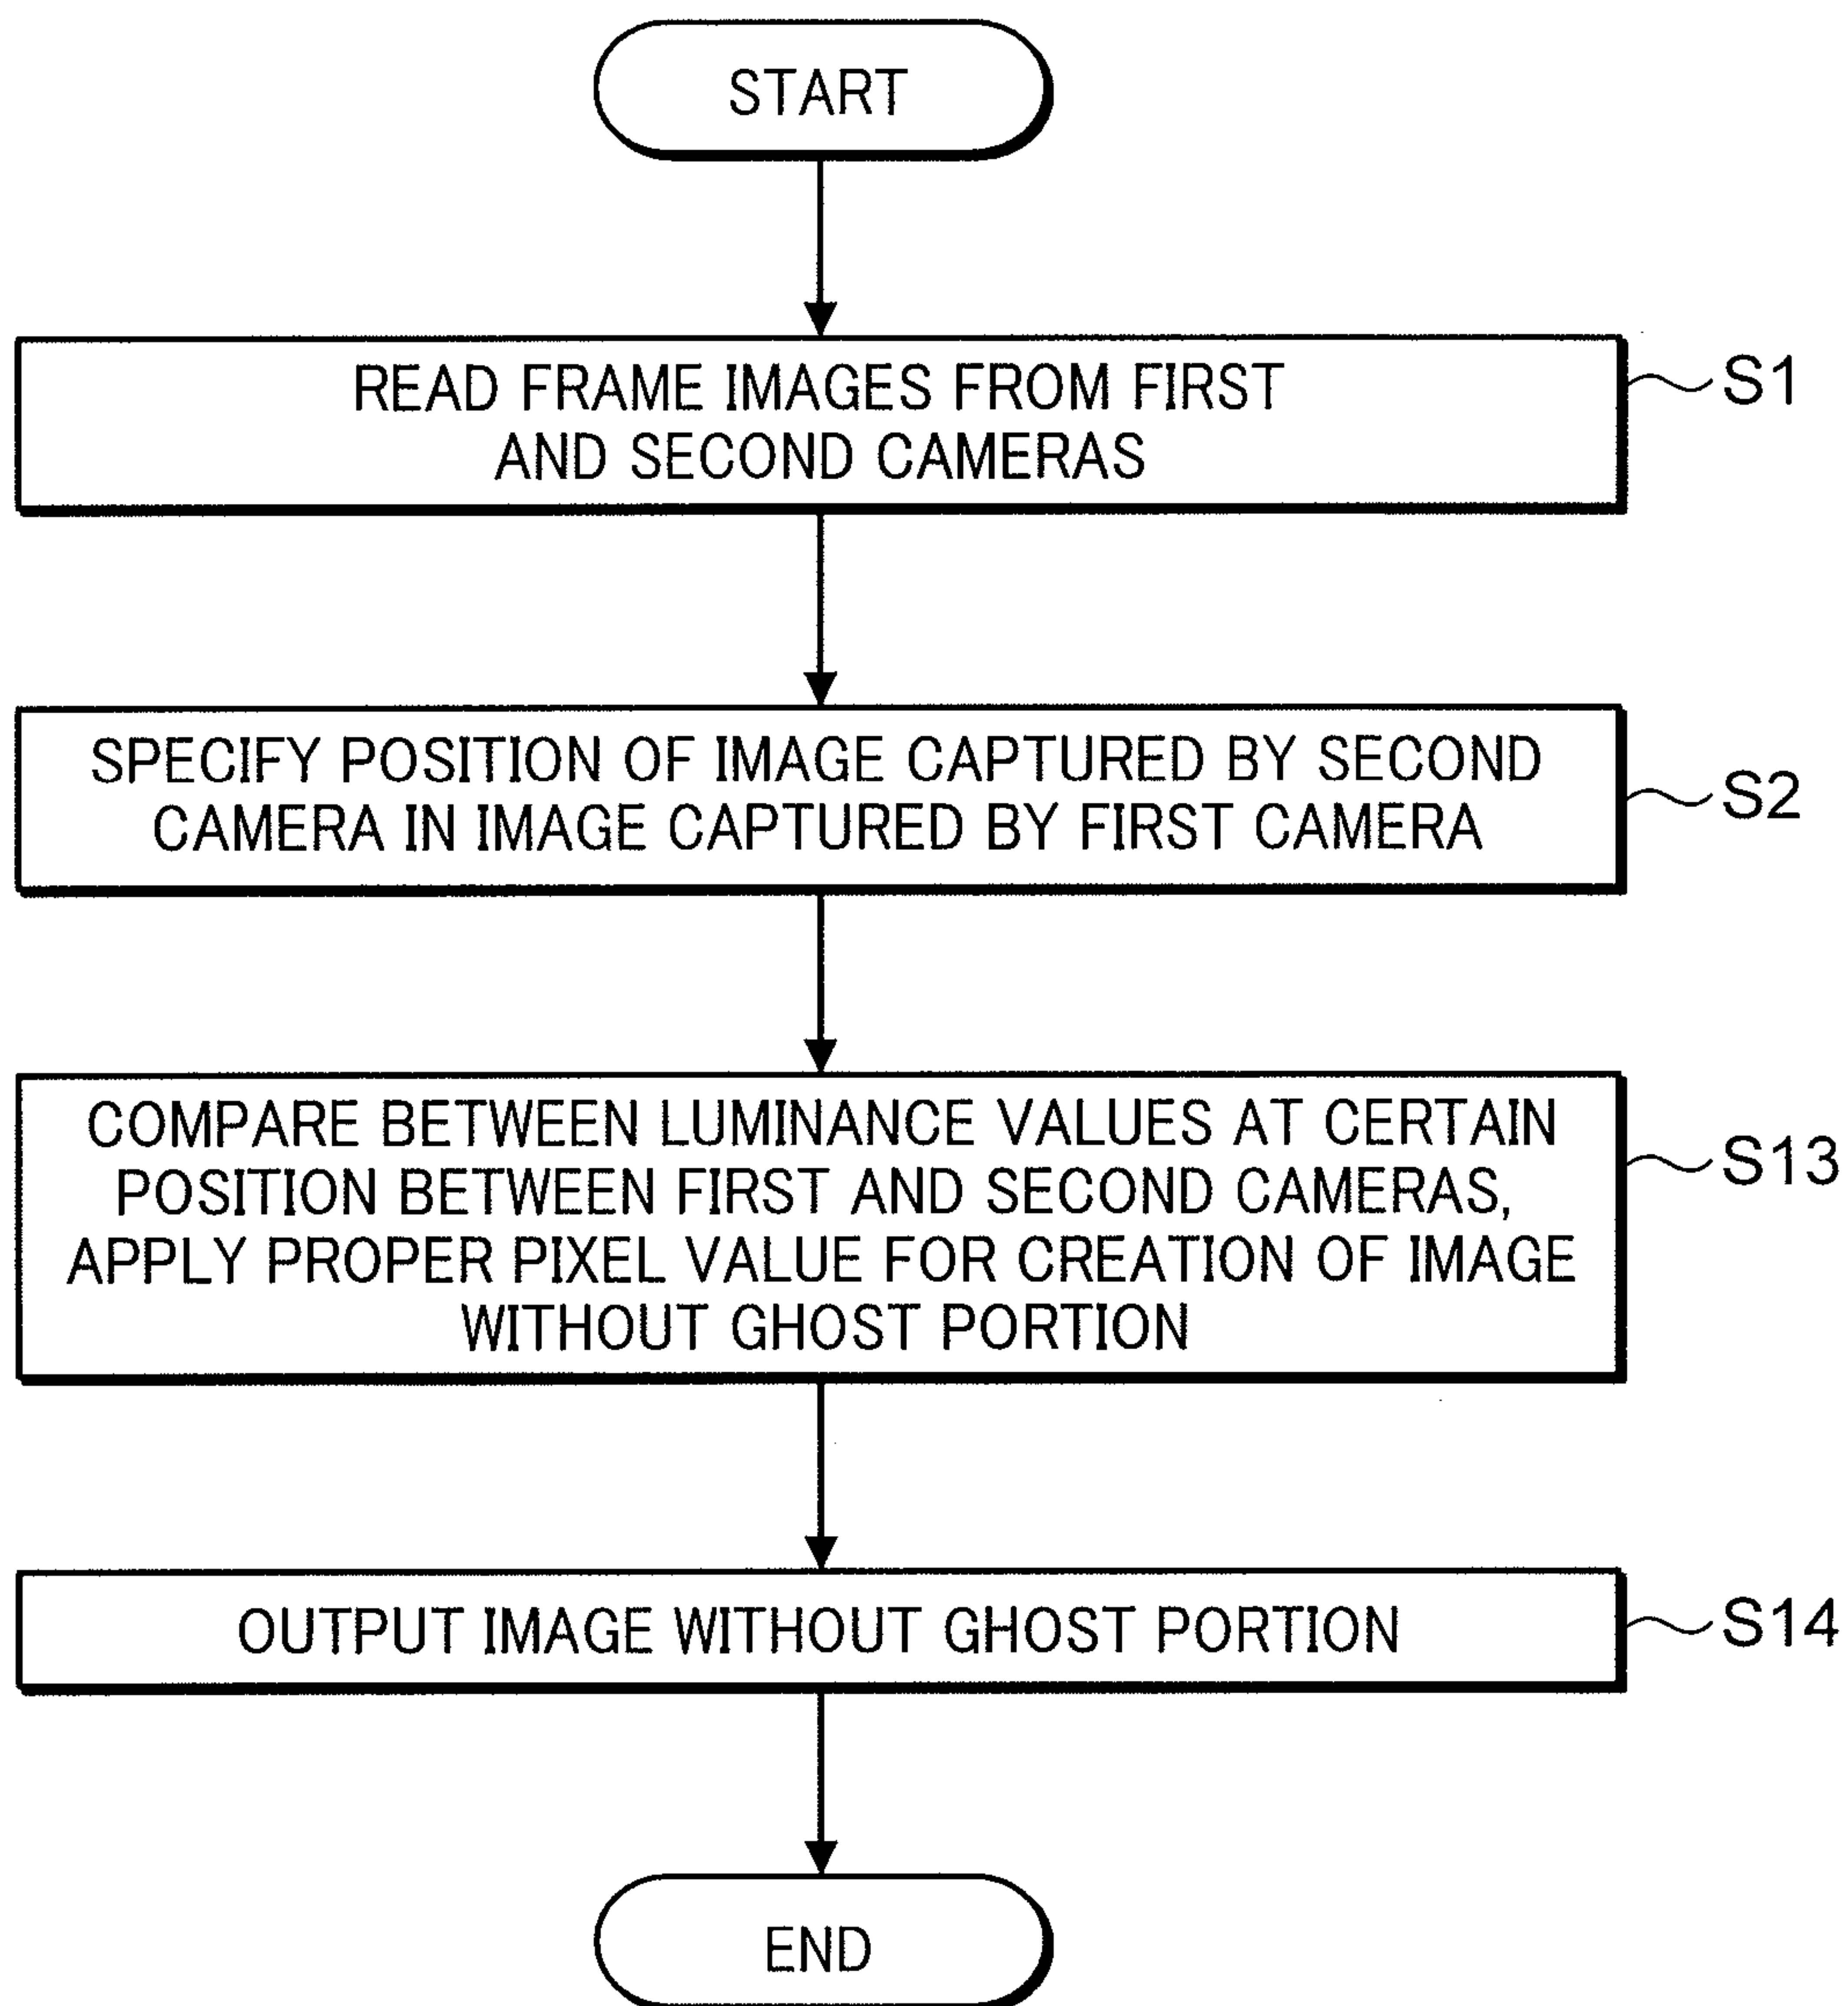 START
READ FRAME IMAGES FROM FIRST
AND SECOND CAMERAS
S1
SPECIFY POSITION OF IMAGE CAPTURED BY SECOND
CAMERA IN IMAGE CAPTURED BY FIRST CAMERA
S2
COMPARE BETWEEN LUMINANCE VALUES AT CERTAIN
POSITION BETWEEN FIRST AND SECOND CAMERAS,
APPLY PROPER PIXEL VALUE FOR CREATION OF IMAGE
WITHOUT GHOST PORTION
S13
OUTPUT IMAGE WITHOUT GHOST PORTION
S14
END